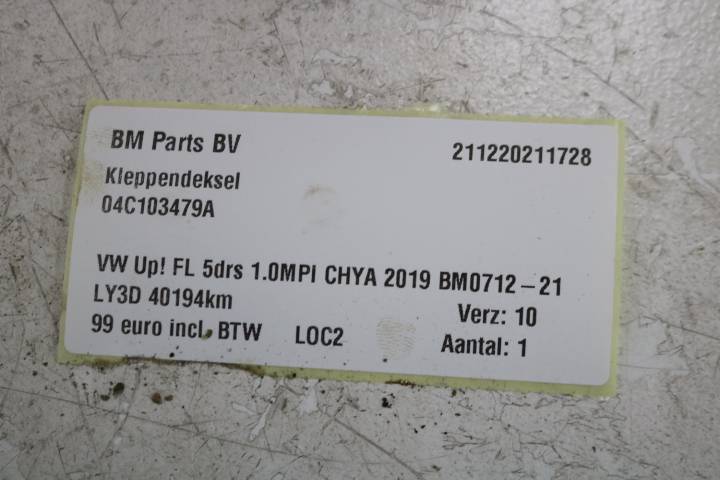 BM Parts BV
211220211728
Kleppendeksel
04C103479A
VW Up! FL 5drs 1.0MPI CHYA 2019 BM0712-21
LY3D 40194km
Verz: 10
99 euro incl. BTW LOC2
Aantal: 1